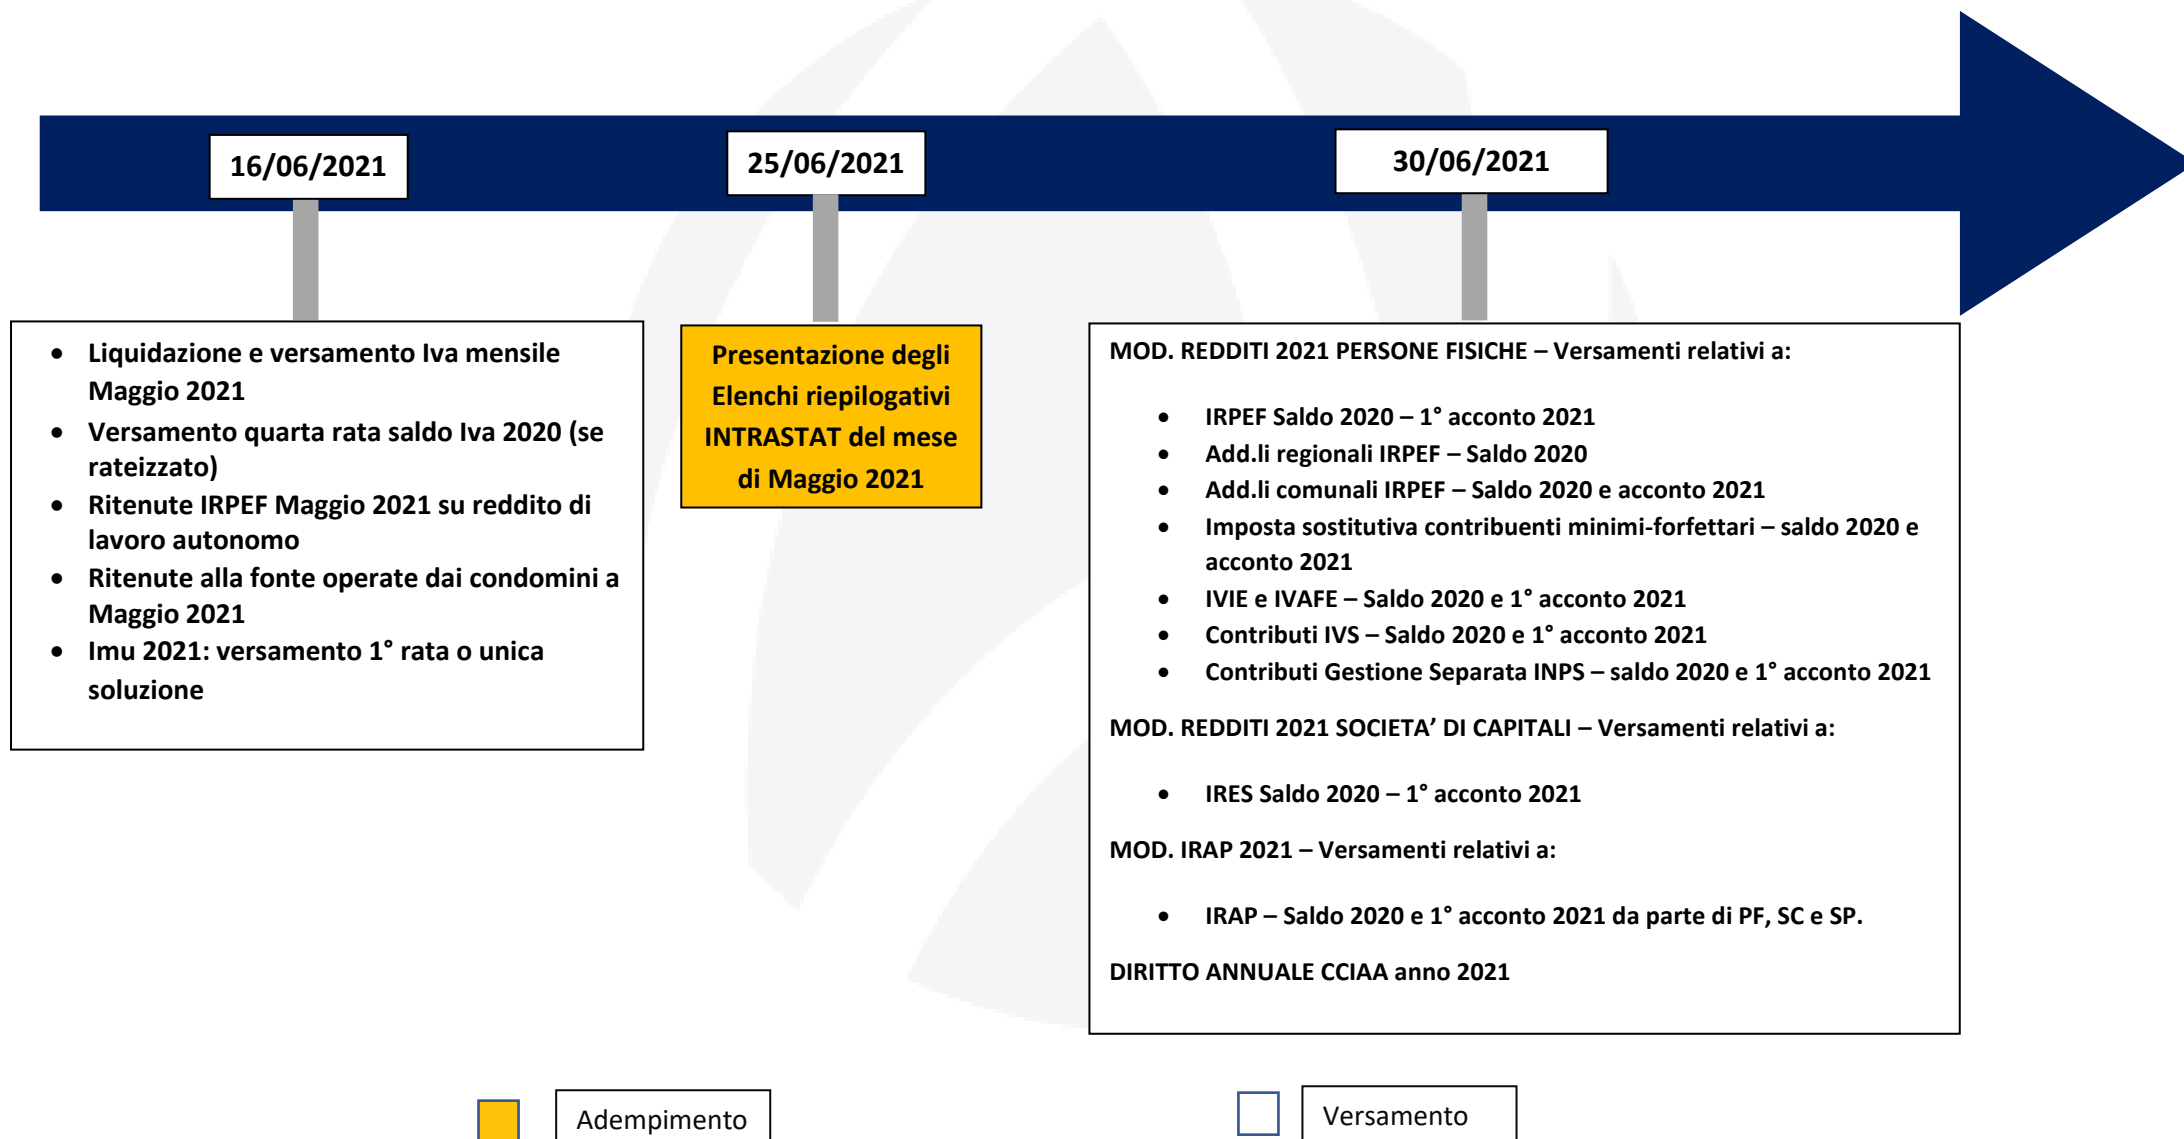 16/06/2021
25/06/2021
30/06/2021
• Liquidazione e versamento Iva mensile
Maggio 2021
• Versamento quarta rata saldo Iva 2020 (se
rateizzato)
• Ritenute IRPEF Maggio 2021 su reddito di
lavoro autonomo
• Ritenute alla fonte operate dai condomini a
Maggio 2021
• Imu 2021: versamento 1° rata o unica
soluzione
Presentazione degli
Elenchi riepilogativi
INTRASTAT del mese
di Maggio 2021
MOD. REDDITI 2021 PERSONE FISICHE – Versamenti relativi a:
• IRPEF Saldo 2020 – 1° acconto 2021
• Add.li regionali IRPEF – Saldo 2020
• Add.li comunali IRPEF – Saldo 2020 e acconto 2021
• Imposta sostitutiva contribuenti minimi-forfettari – saldo 2020 e
acconto 2021
• IVIE e IVAFE – Saldo 2020 e 1° acconto 2021
• Contributi IVS – Saldo 2020 e 1° acconto 2021
• Contributi Gestione Separata INPS – saldo 2020 e 1° acconto 2021
MOD. REDDITI 2021 SOCIETA’ DI CAPITALI – Versamenti relativi a:
• IRES Saldo 2020 – 1° acconto 2021
MOD. IRAP 2021 – Versamenti relativi a:
• IRAP – Saldo 2020 e 1° acconto 2021 da parte di PF, SC e SP.
DIRITTO ANNUALE CCIAA anno 2021
Adempimento
Versamento